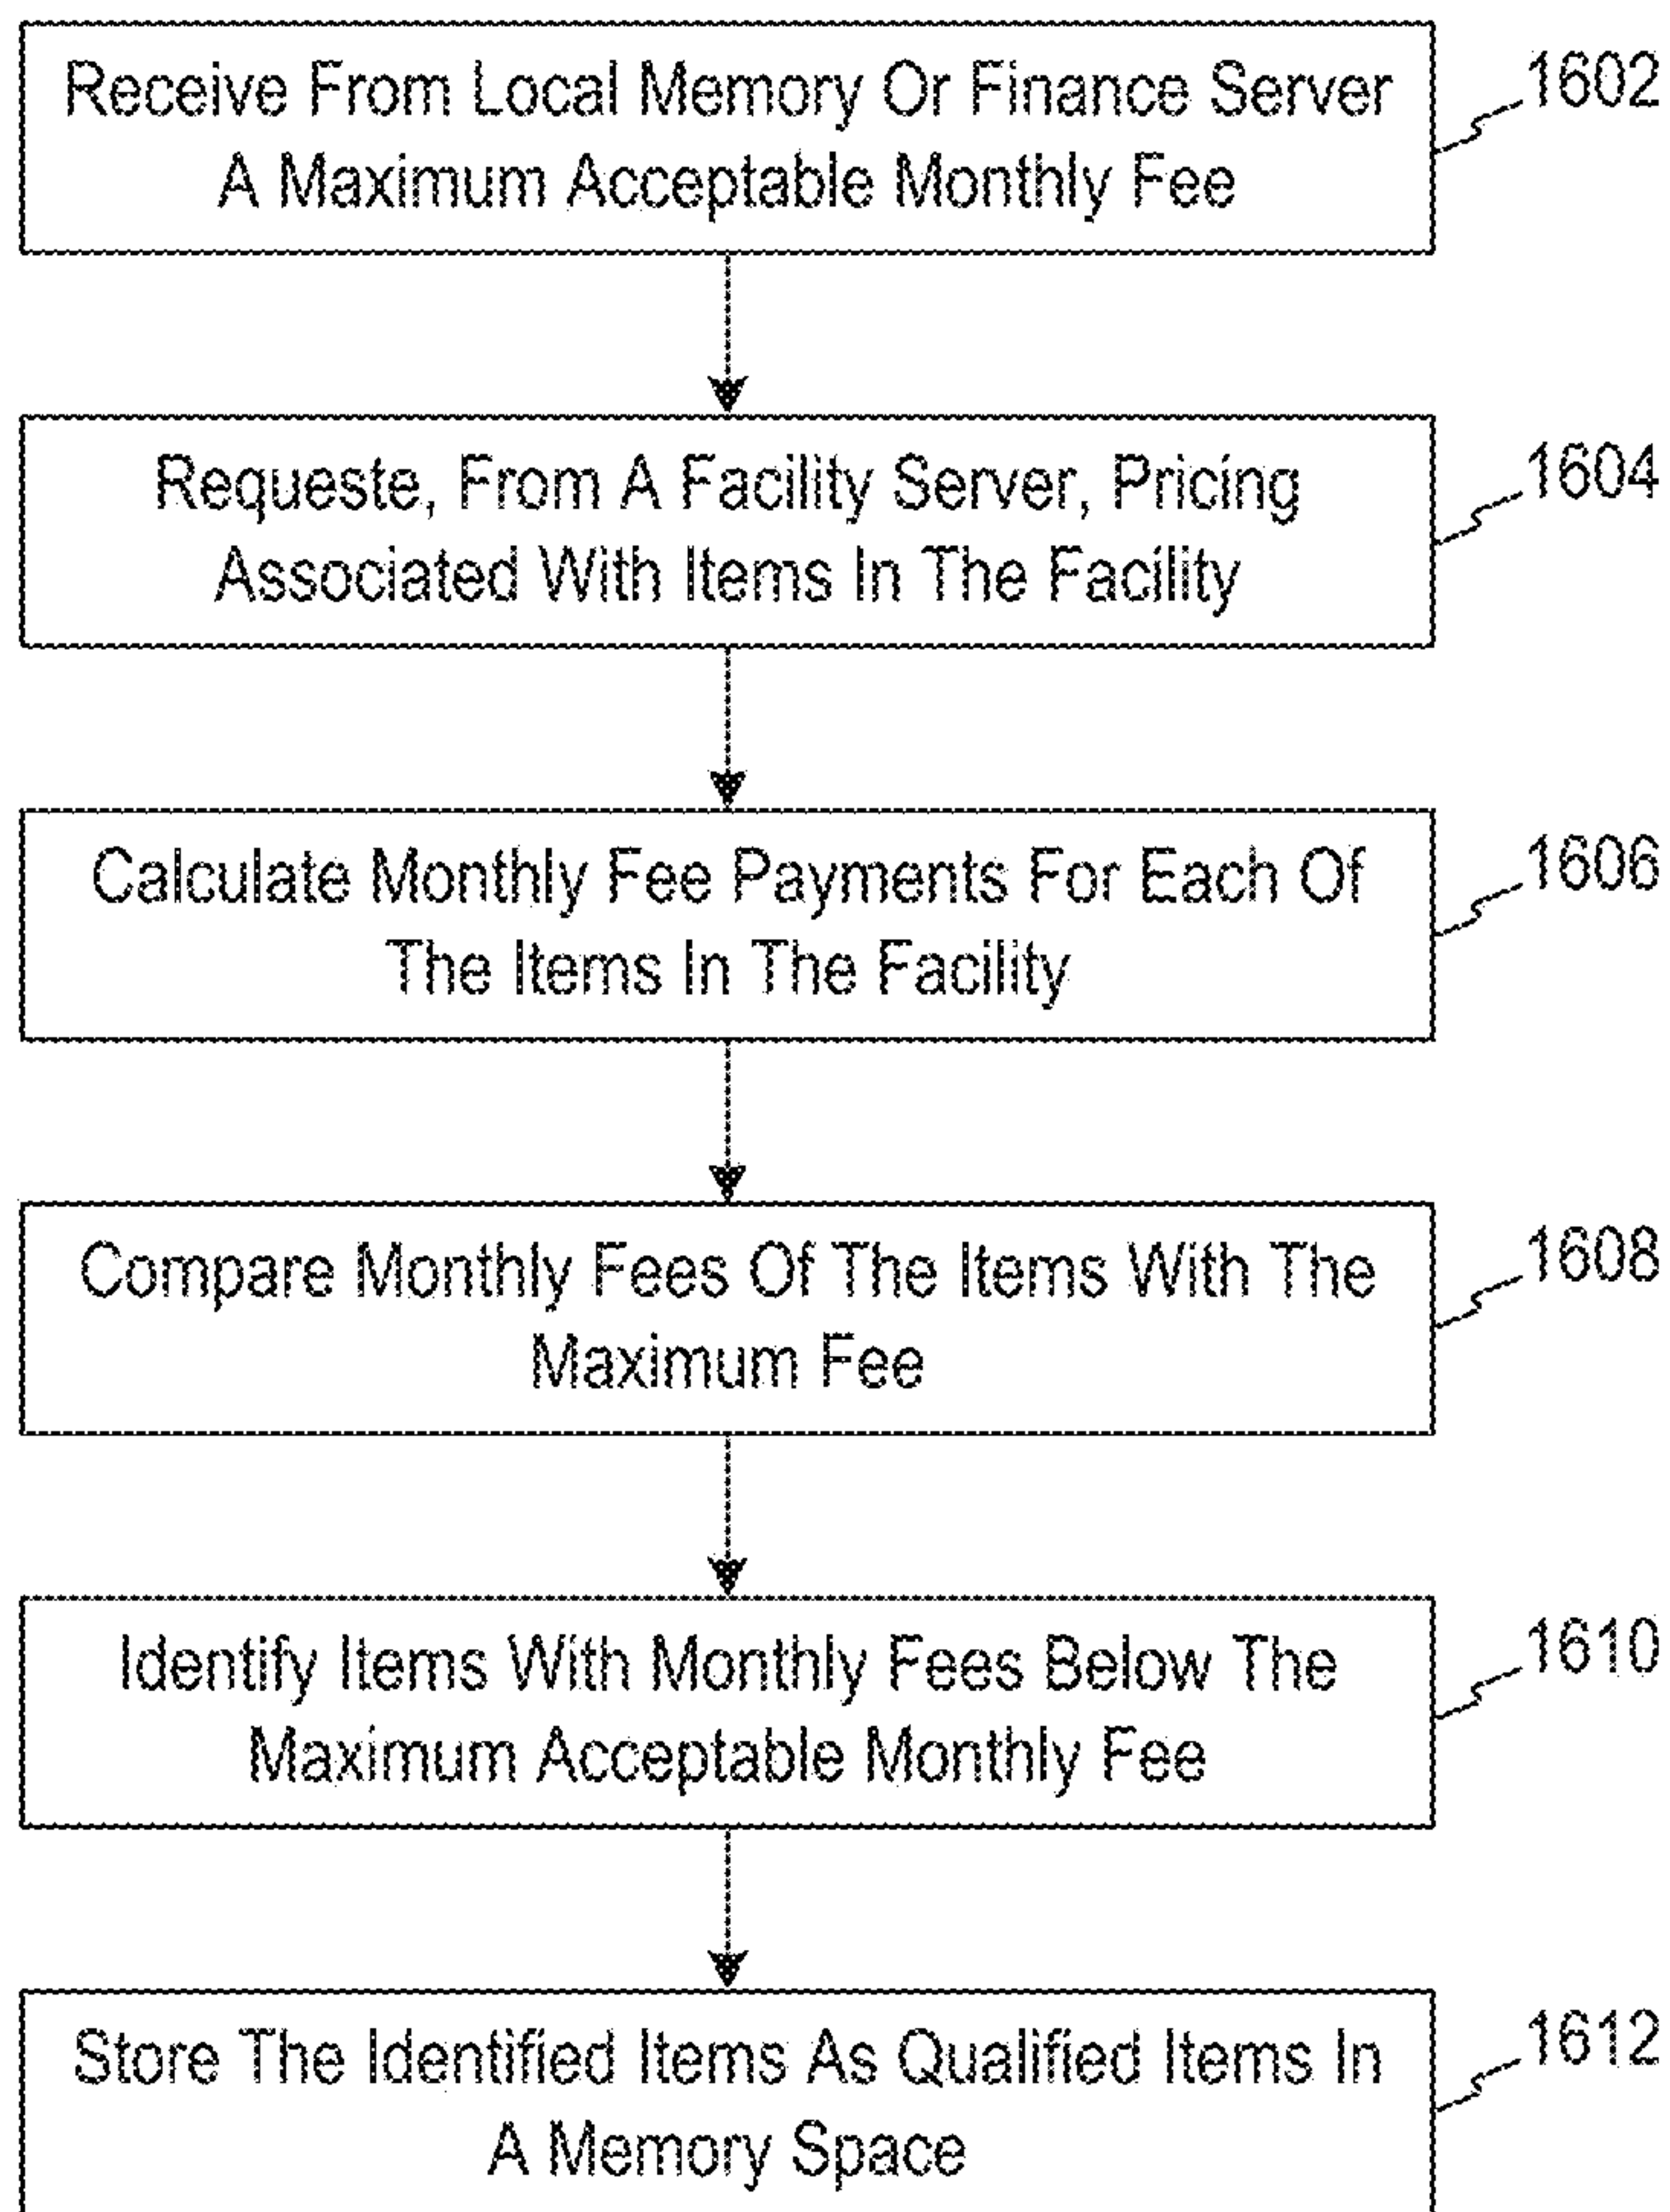 Receive From Local Memory Or Finance Server
A Maximum Acceptable Monthly Fee
1602
Requeste, From A Facility Server, Pricing
Associated With Items In The Facility
1604
Calculate Monthly Fee Payments For Each Of
The Items In The Facility
1606
Compare Monthly Fees Of The Items With The
Maximum Fee
1608
Identify Items With Monthly Fees Below The
Maximum Acceptable Monthly Fee
1610
Store The Identified Items As Qualified Items In
A Memory Space
1612